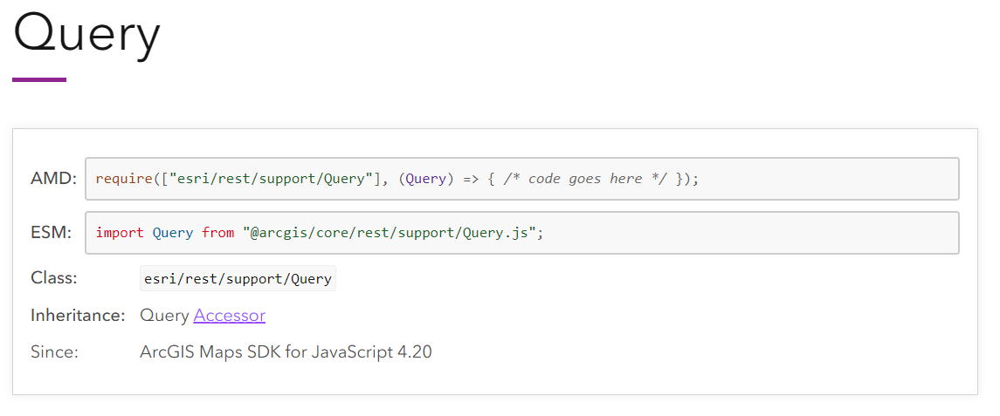 Query
AMD: require(["esri/rest/support/Query"], (Query) => { /* code goes here */ });
ESM: import Query from "@arcgis/core/rest/support/Query.js";
Class: esri/rest/support/Query
Inheritance: Query Accessor
Since: ArcGIS Maps SDK for JavaScript 4.20